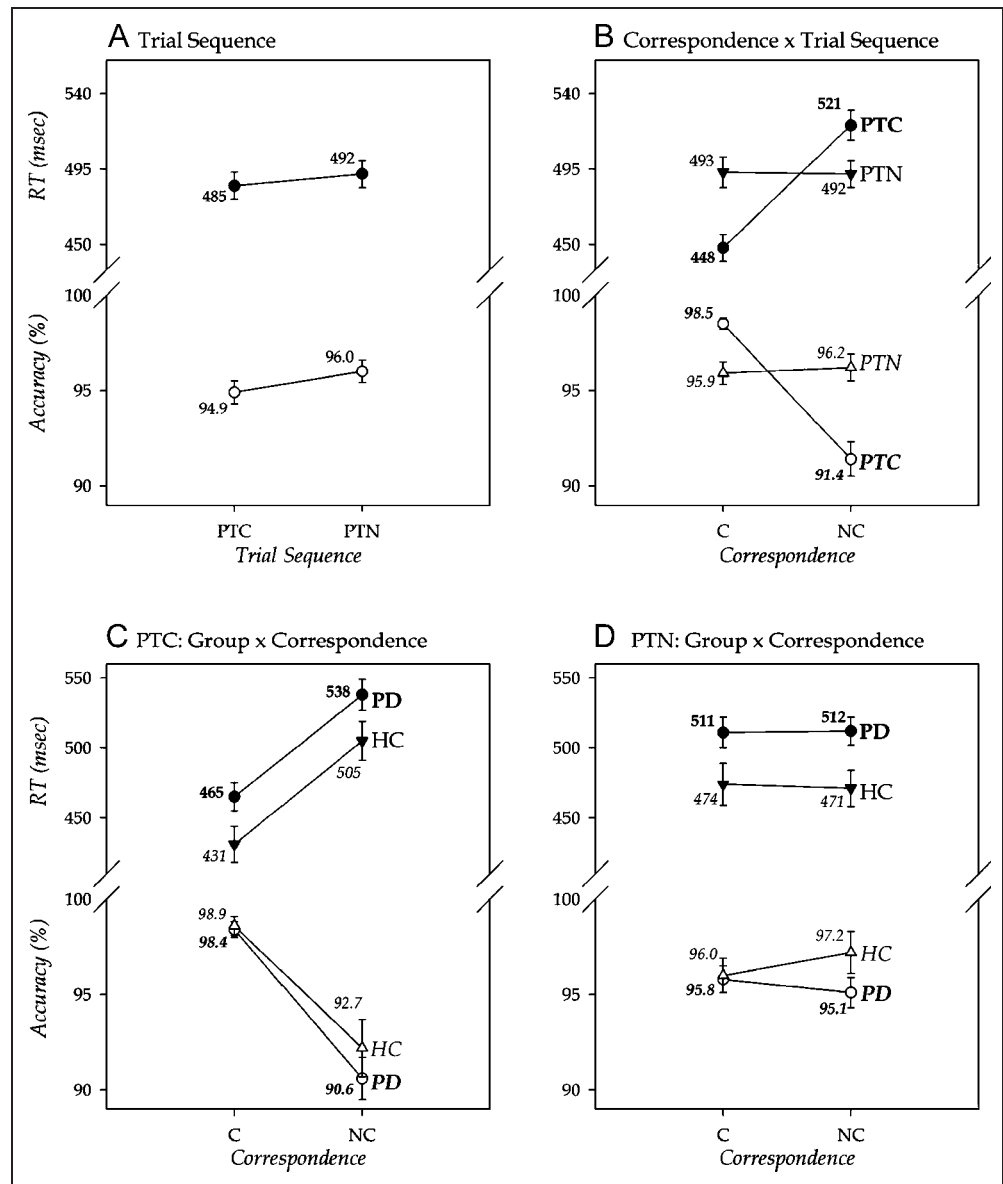 A Trial Sequence
RT (msec)
540
495
450
485
492
Accuracy (%)
100
95
90
94.9
96.0
PTC PTN
Trial Sequence
B Correspondence x Trial Sequence
540
495
450
521
PTC
493
PTN
492
448
100
95
90
98.5
96.2
PTN
95.9
PTC
91.4
C NC
Correspondence
C PTC: Group x Correspondence
RT (msec)
550
500
450
538
PD
HC
505
465
431
Accuracy (%)
100
95
90
98.9
98.4
92.7
HC
PD
90.6
C NC
Correspondence
D PTN: Group x Correspondence
550
500
450
511
512
PD
474
471
HC
100
95
90
97.2
HC
96.0
95.8
PD
95.1
C NC
Correspondence